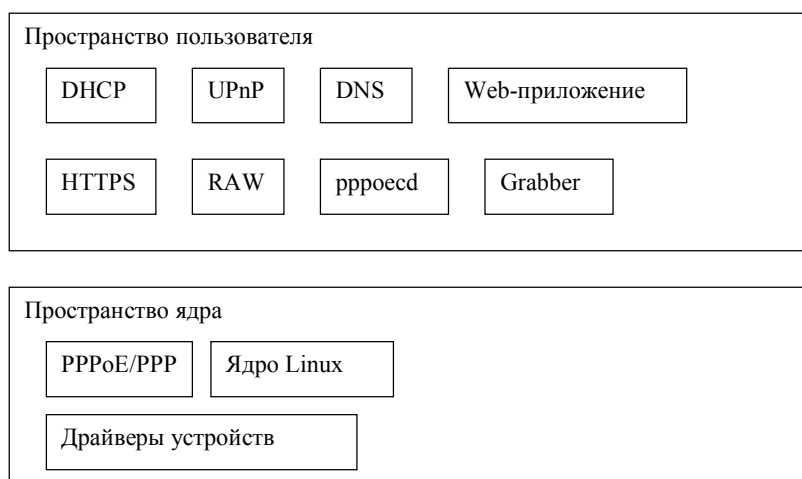 Пространство пользователя
DHCP UPnP DNS Web-приложение
HTTPS RAW pppoecd Grabber
Пространство ядра
PPPoE/PPP Ядро Linux
Драйверы устройств